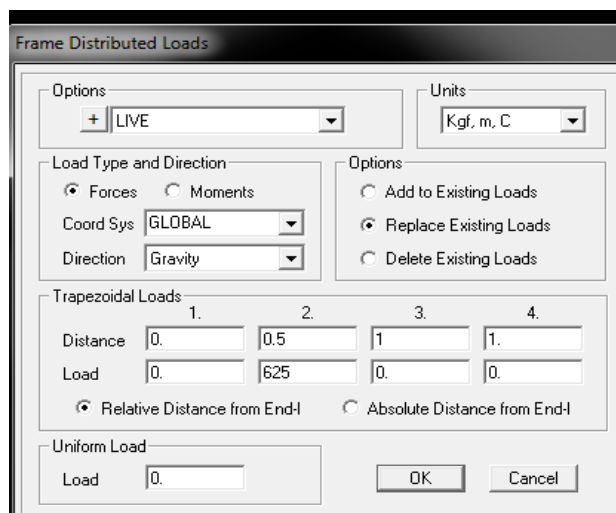 Frame Distributed Loads
Options
Units
+ LIVE
Kgf, m, C
Load Type and Direction
Forces Moments
Coord Sys GLOBAL
Direction Gravity
Options
Add to Existing Loads
Replace Existing Loads
Delete Existing Loads
Trapezoidal Loads
1. 2. 3. 4.
Distance 0. 0.5 1 1.
Load 0. 625 0. 0.
Relative Distance from End-I Absolute Distance from End-I
Uniform Load
Load 0.
OK Cancel